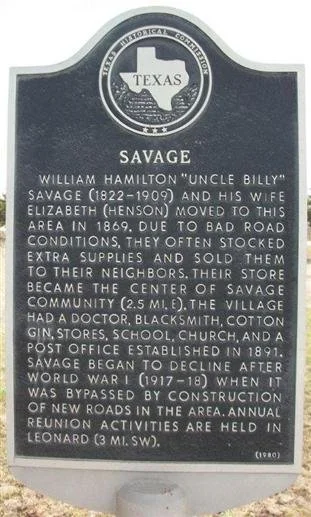 TEXAS HISTORICAL COMMISSION
TEXAS
SAVAGE
WILLIAM HAMILTON "UNCLE BILLY"
SAVAGE (1822-1909) AND HIS WIFE
ELIZABETH (HENSON) MOVED TO THIS
AREA IN 1869. DUE TO BAD ROAD
CONDITIONS, THEY OFTEN STOCKED
EXTRA SUPPLIES AND SOLD THEM
TO THEIR NEIGHBORS. THEIR STORE
BECAME THE CENTER OF SAVAGE
COMMUNITY (2.5 MI. E). THE VILLAGE
HAD A DOCTOR, BLACKSMITH, COTTON
GIN, STORES, SCHOOL, CHURCH, AND A
POST OFFICE ESTABLISHED IN 1891.
SAVAGE BEGAN TO DECLINE AFTER
WORLD WAR I (1917-18) WHEN IT
WAS BYPASSED BY CONSTRUCTION
OF NEW ROADS IN THE AREA. ANNUAL
REUNION ACTIVITIES ARE HELD IN
LEONARD (3 MI. SW).
(1980)